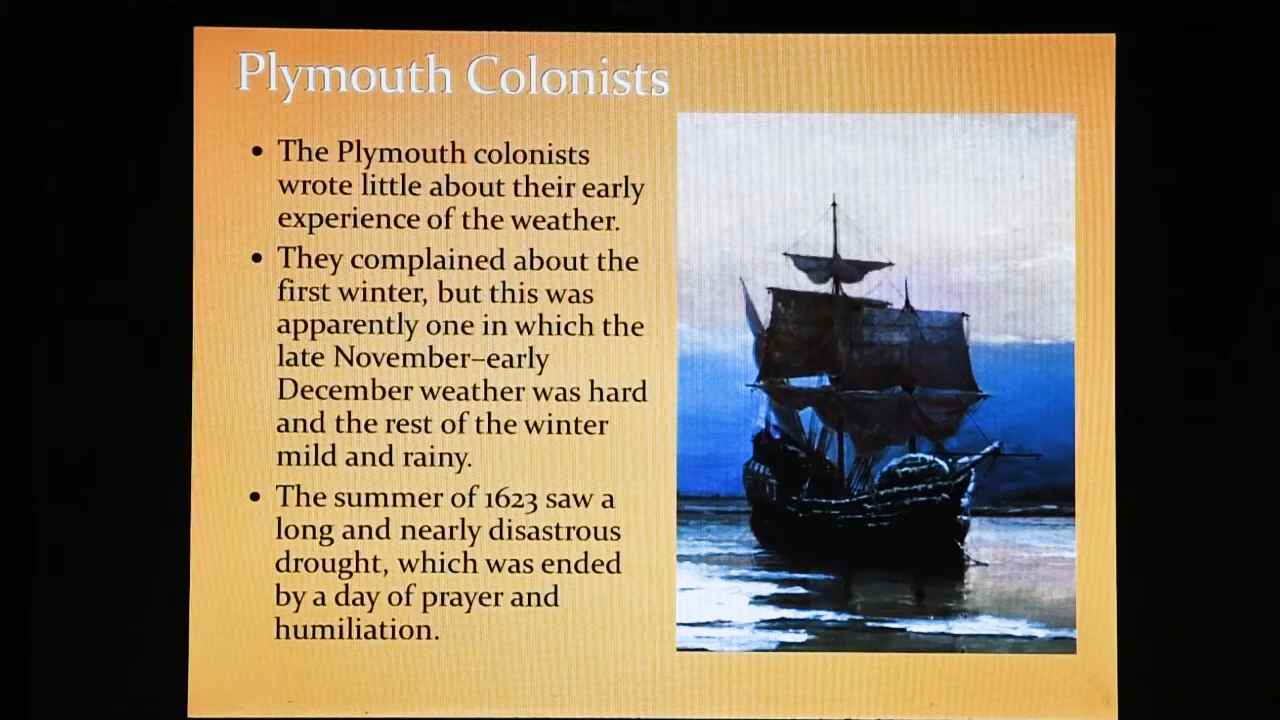 Plymouth Colonists
• The Plymouth colonists
wrote little about their early
experience of the weather.
• They complained about the
first winter, but this was
apparently one in which the
late November–early
December weather was hard
and the rest of the winter
mild and rainy.
• The summer of 1623 saw a
long and nearly disastrous
drought, which was ended
by a day of prayer and
humiliation.